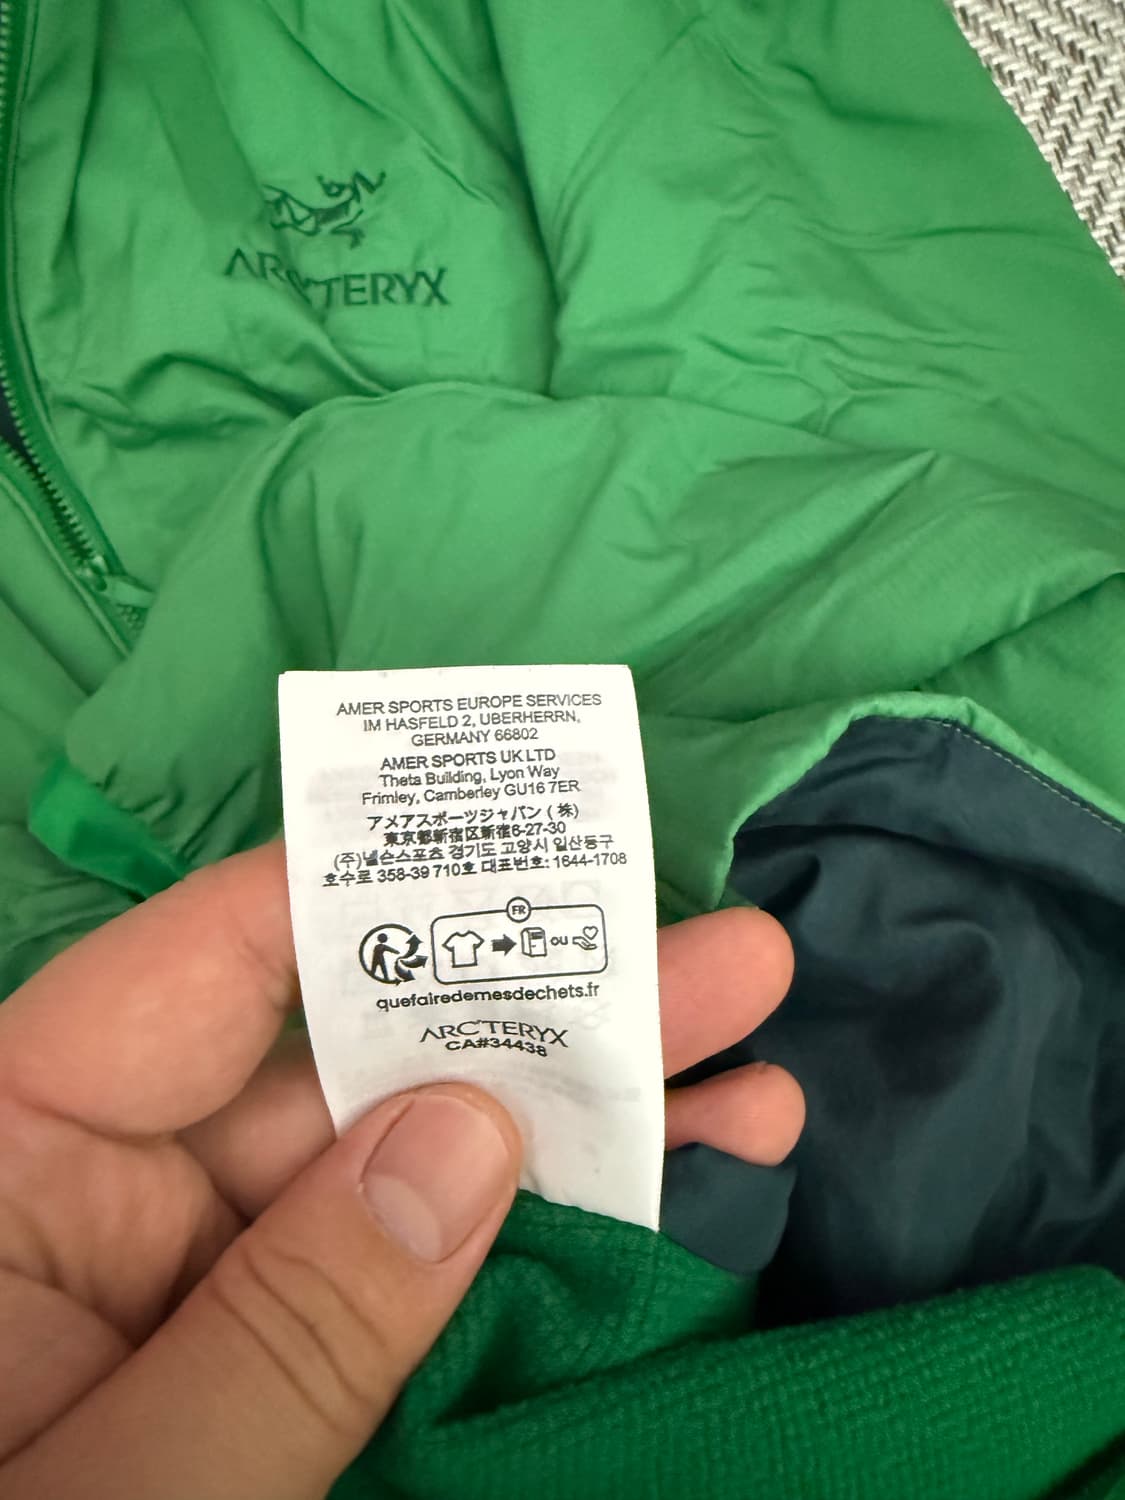 ARC'TERYX
AMER SPORTS EUROPE SERVICES
IM HASFELD 2, UBERHERRN,
GERMANY 66802
AMER SPORTS UK LTD
Theta Building, Lyon Way
Frimley, Camberley GU16 7ER
アメアスポーツジャパン (株)
東京都新宿区新宿6-27-30
(주)넬슨스포츠 경기도 고양시 일산동구
호수로 358-39 710호 대표번호: 1644-1708
FR
OU
quefairedemesdechets.fr
ARC'TERYX
CA#34438